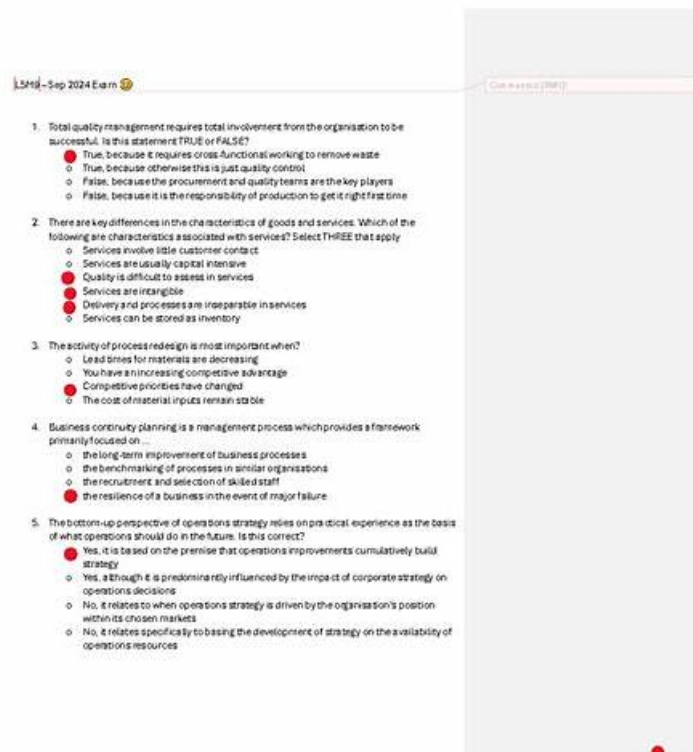 L5M9 – Sep 2024 Exam
1. Total quality management requires total involvement from the organisation to be
successful. Is this statement TRUE or FALSE?
True, because it requires cross-functional working to remove waste
True, because otherwise this is just quality control
False, because the procurement and quality teams are the key players
False, because it is the responsibility of production to get it right first time
2. There are key differences in the characteristics of goods and services. Which of the
following are characteristics associated with services? Select THREE that apply
Services involve little customer contact
Services are usually capital intensive
Quality is difficult to assess in services
Services are intangible
Delivery and processes are inseparable in services
Services can be stored as inventory
3. The activity of process redesign is most important when?
Lead times for materials are decreasing
You have an increasing competitive advantage
Competitive priorities have changed
The cost of material inputs remain stable
4. Business continuity planning is a management process which provides a framework
primarily focused on ...
the long-term improvement of business processes
the benchmarking of processes in similar organisations
the recruitment and selection of skilled staff
the resilience of a business in the event of major failure
5. The bottom-up perspective of operations strategy relies on practical experience as the basis
of what operations should do in the future. Is this correct?
Yes, it is based on the premise that operations improvements cumulatively build
strategy
Yes, although it is predominantly influenced by the impact of corporate strategy on
operations decisions
No, it relates to when operations strategy is driven by the organisation's position
within its chosen markets
No, it relates specifically to basing the development of strategy on the availability of
operations resources